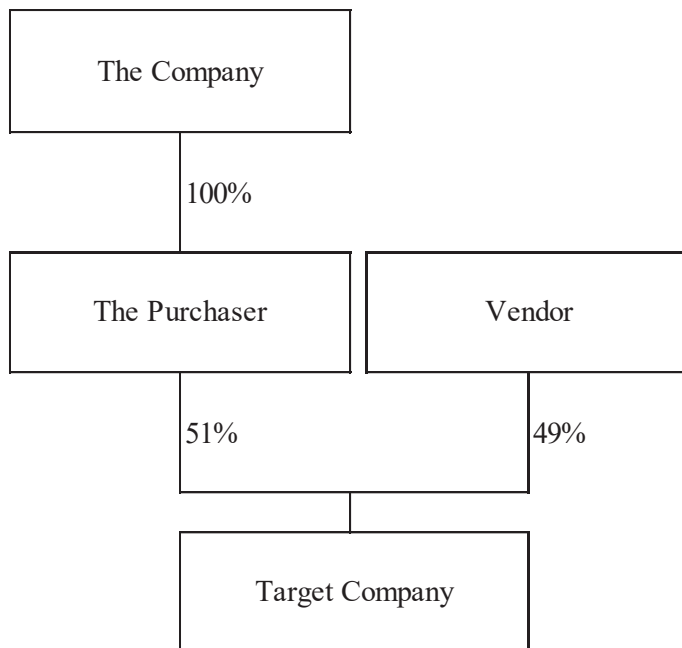 The Company
100%
The Purchaser
Vendor
51%
49%
Target Company